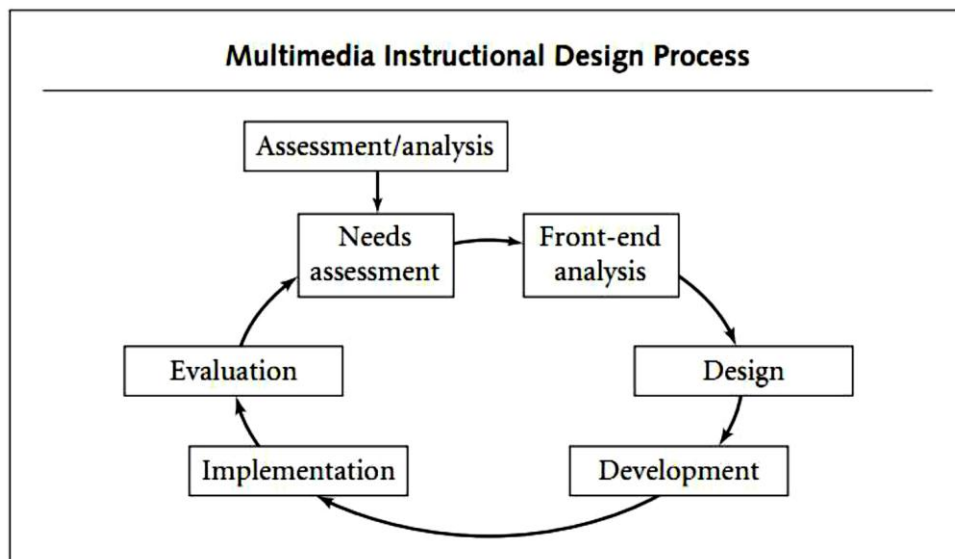 Multimedia Instructional Design Process
Assessment/analysis
Needs
assessment
Front-end
analysis
Evaluation
Design
Implementation
Development